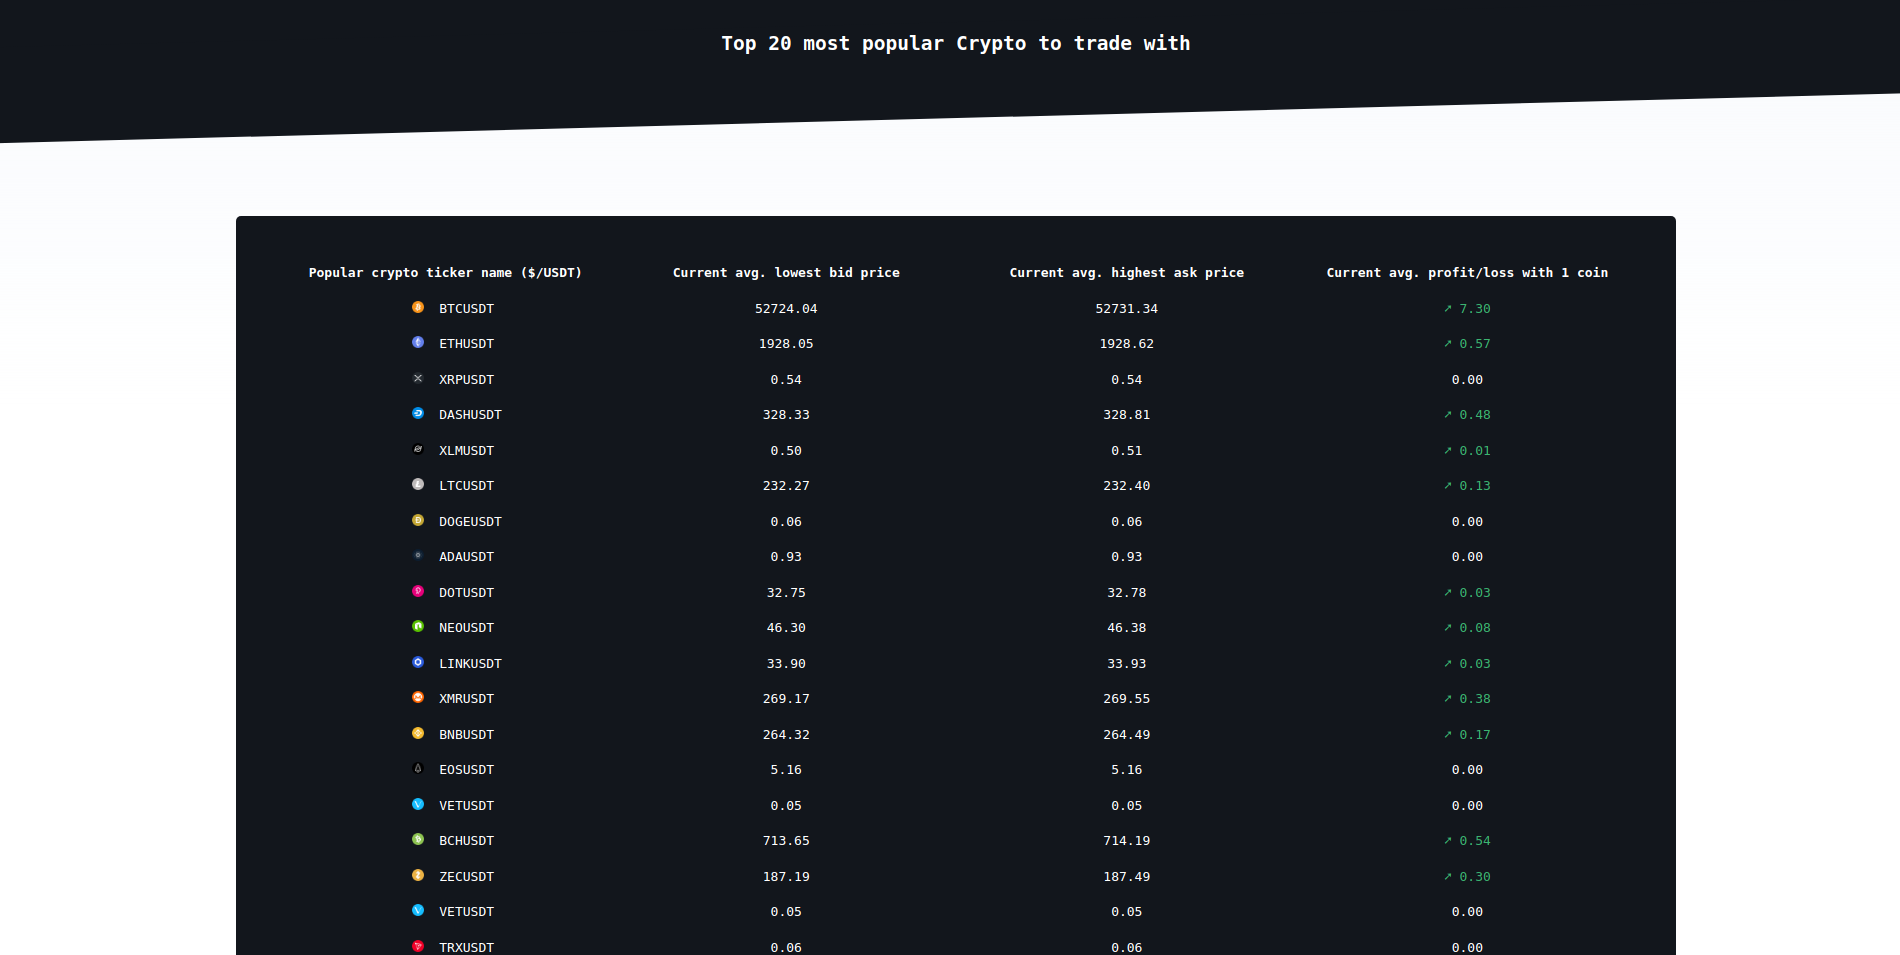 Top 20 most popular Crypto to trade with
Popular crypto ticker name ($/USDT) Current avg. lowest bid price Current avg. highest ask price Current avg. profit/loss with 1 coin
BTCUSDT 52724.04 52731.34 ↗ 7.30
ETHUSDT 1928.05 1928.62 ↗ 0.57
XRPUSDT 0.54 0.54 0.00
DASHUSDT 328.33 328.81 ↗ 0.48
XLMUSDT 0.50 0.51 ↗ 0.01
LTCUSDT 232.27 232.40 ↗ 0.13
DOGEUSDT 0.06 0.06 0.00
ADAUSDT 0.93 0.93 0.00
DOTUSDT 32.75 32.78 ↗ 0.03
NEOUSDT 46.30 46.38 ↗ 0.08
LINKUSDT 33.90 33.93 ↗ 0.03
XMRUSDT 269.17 269.55 ↗ 0.38
BNBUSDT 264.32 264.49 ↗ 0.17
EOSUSDT 5.16 5.16 0.00
VETUSDT 0.05 0.05 0.00
BCHUSDT 713.65 714.19 ↗ 0.54
ZECUSDT 187.19 187.49 ↗ 0.30
VETUSDT 0.05 0.05 0.00
TRXUSDT 0.06 0.06 0.00